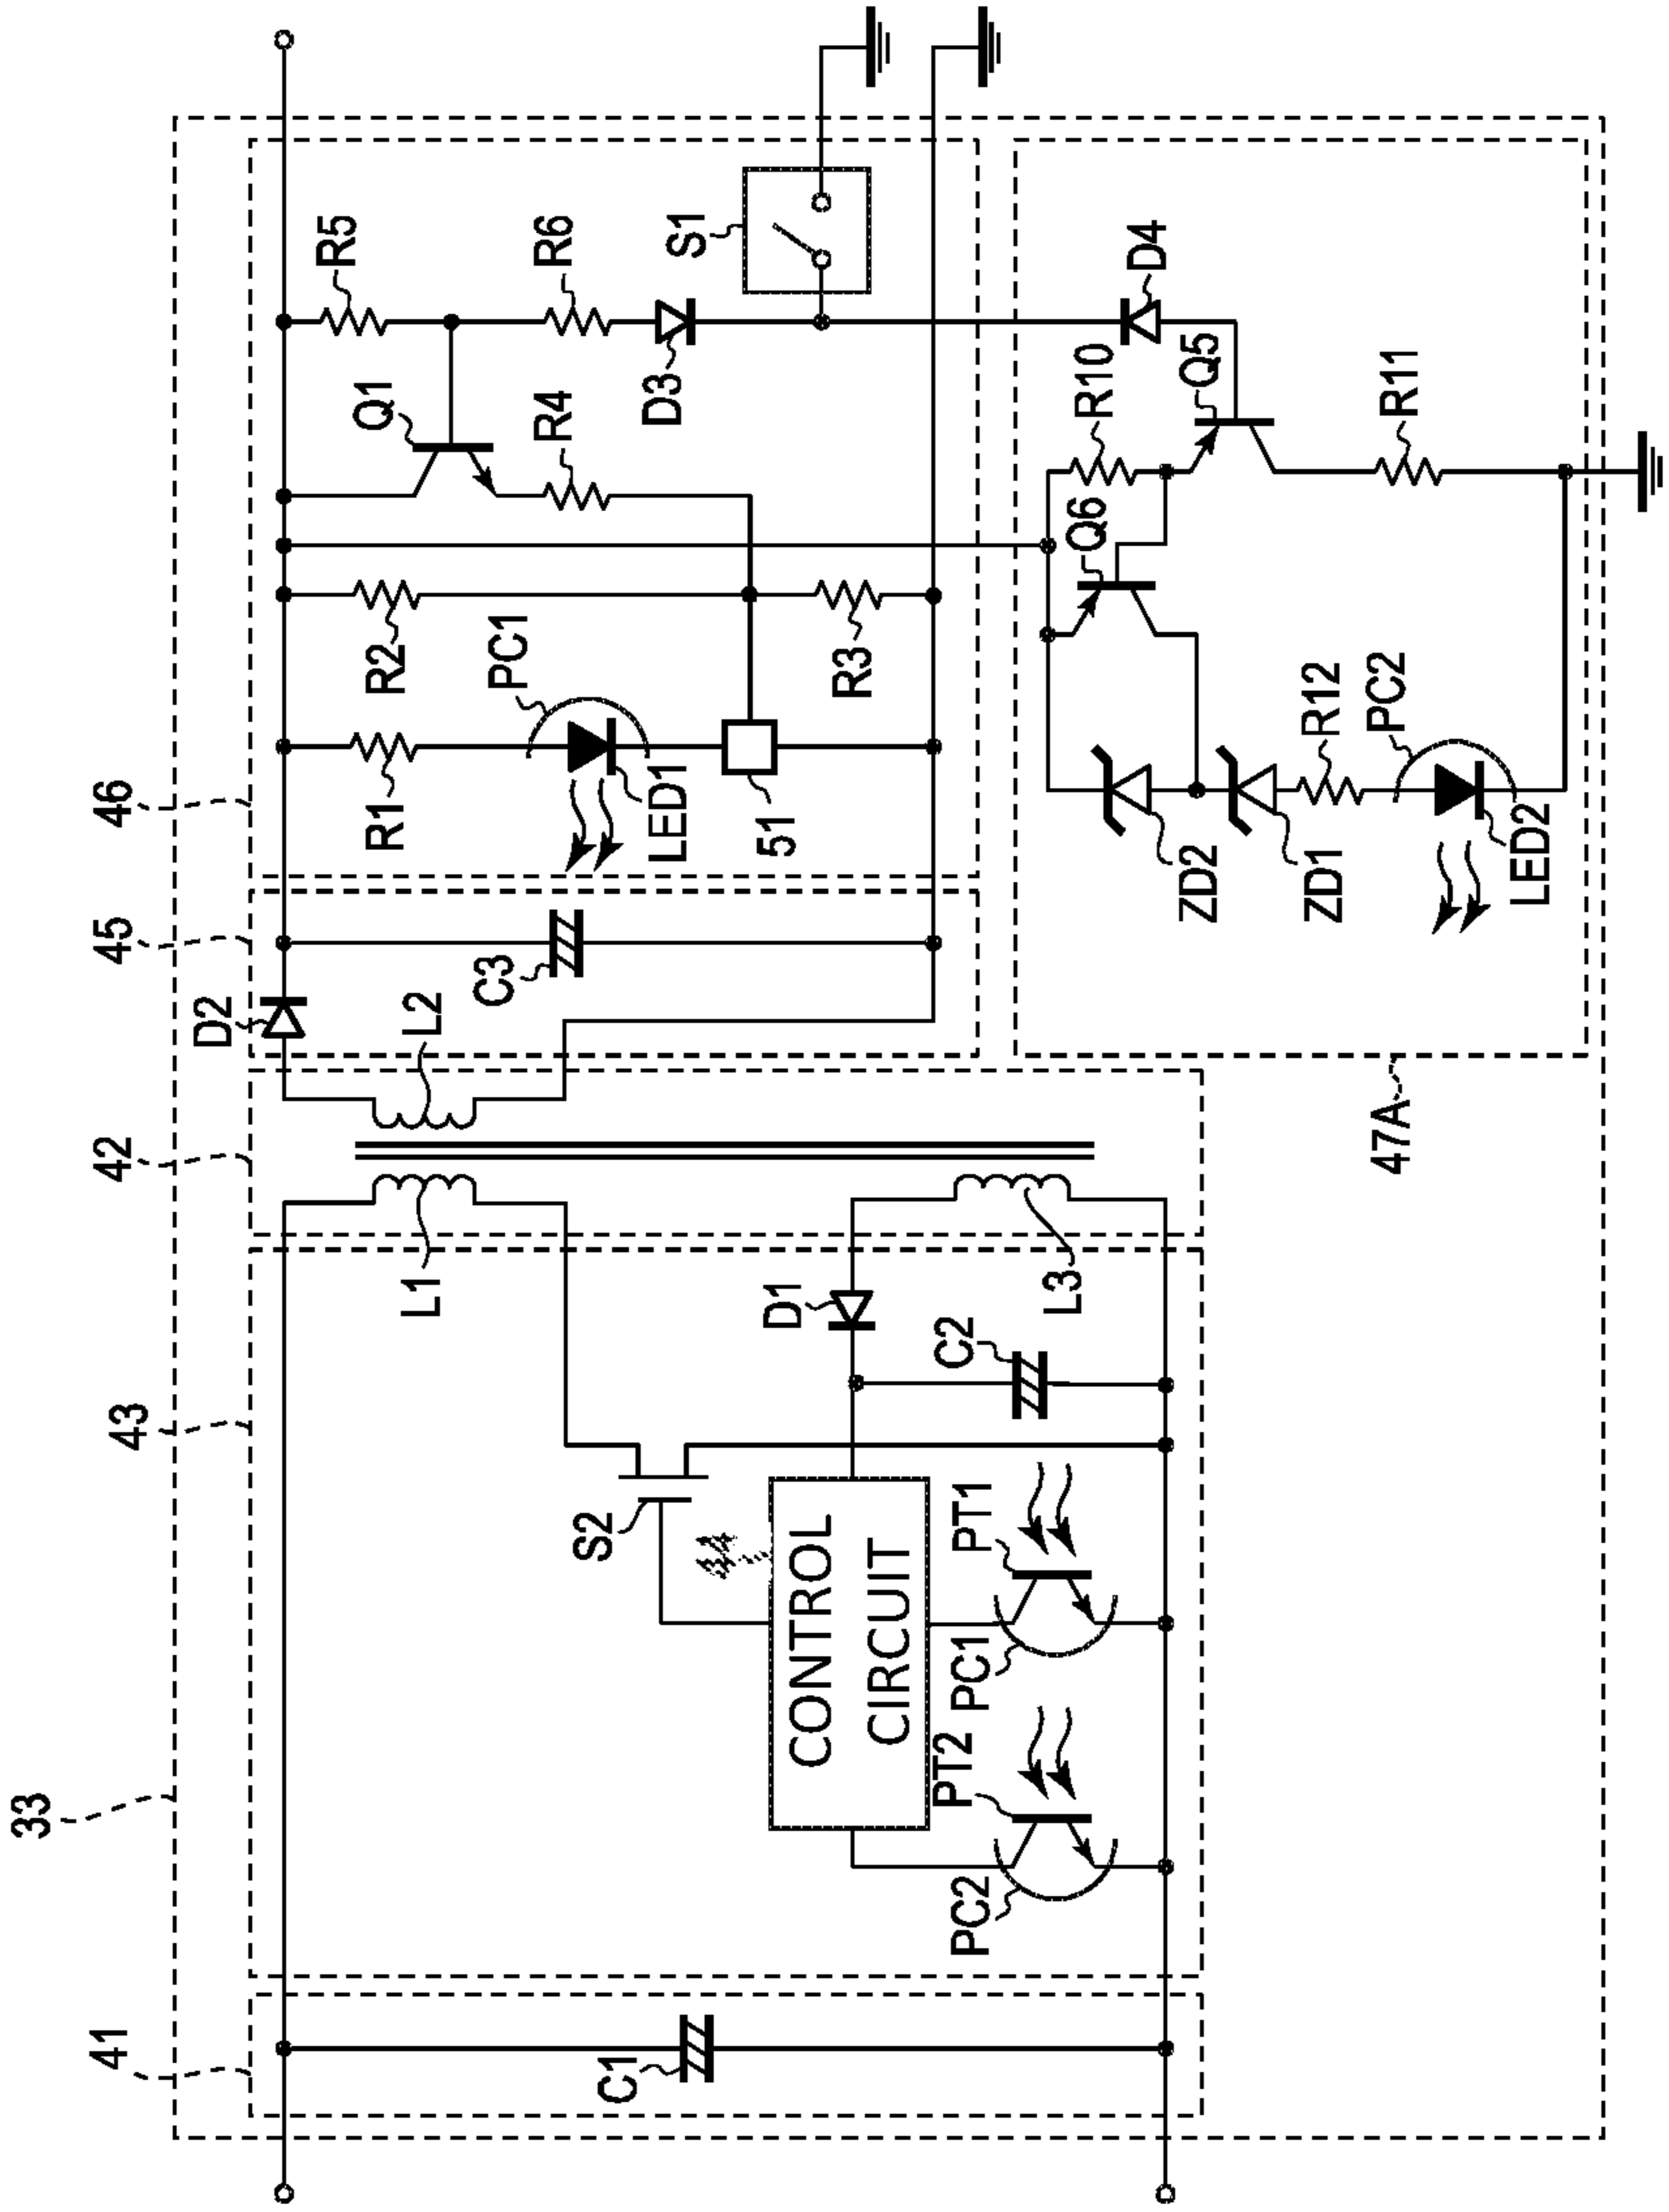 33
41
43
42
45
46
47A
C1
S2
CONTROL
CIRCUIT
PC2
PT2
PC1
PT1
C2
D1
L1
L3
L2
D2
C3
R1
PC1
LED1
51
R2
R3
Q1
R4
R5
R6
D3
S1
D4
R10
Q5
Q6
R11
ZD2
ZD1
R12
PC2
LED2